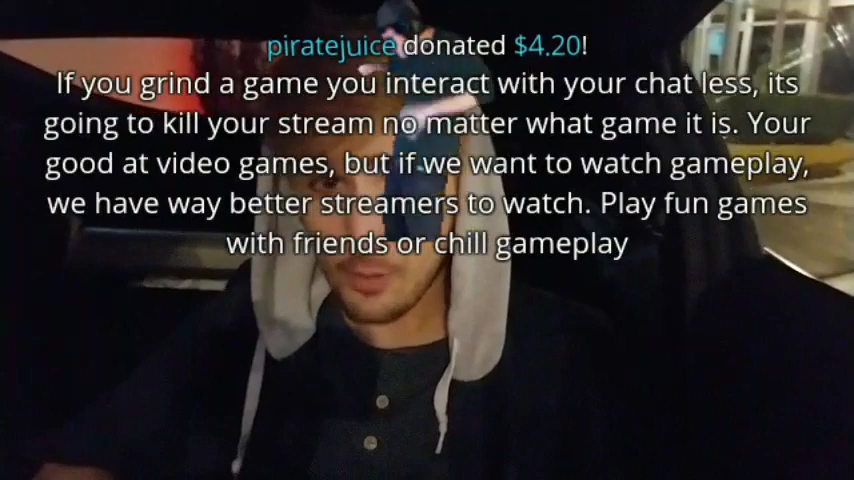 piratejuice donated $4.20!
If you grind a game you interact with your chat less, its
going to kill your stream no matter what game it is. Your
good at video games, but if we want to watch gameplay,
we have way better streamers to watch. Play fun games
with friends or chill gameplay